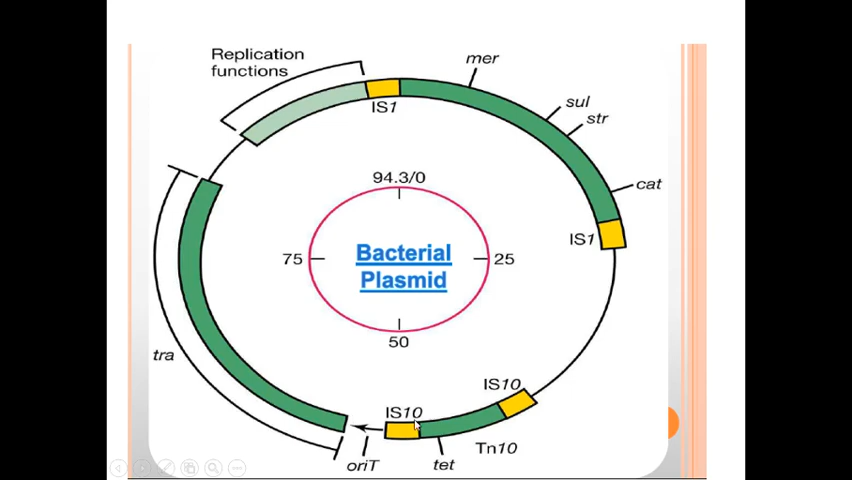 Replication
functions
mer
IS1
sul
str
cat
94.3/0
IS1
75
Bacterial
Plasmid
25
50
tra
IS10
IS10
Tn10
oriT
tet